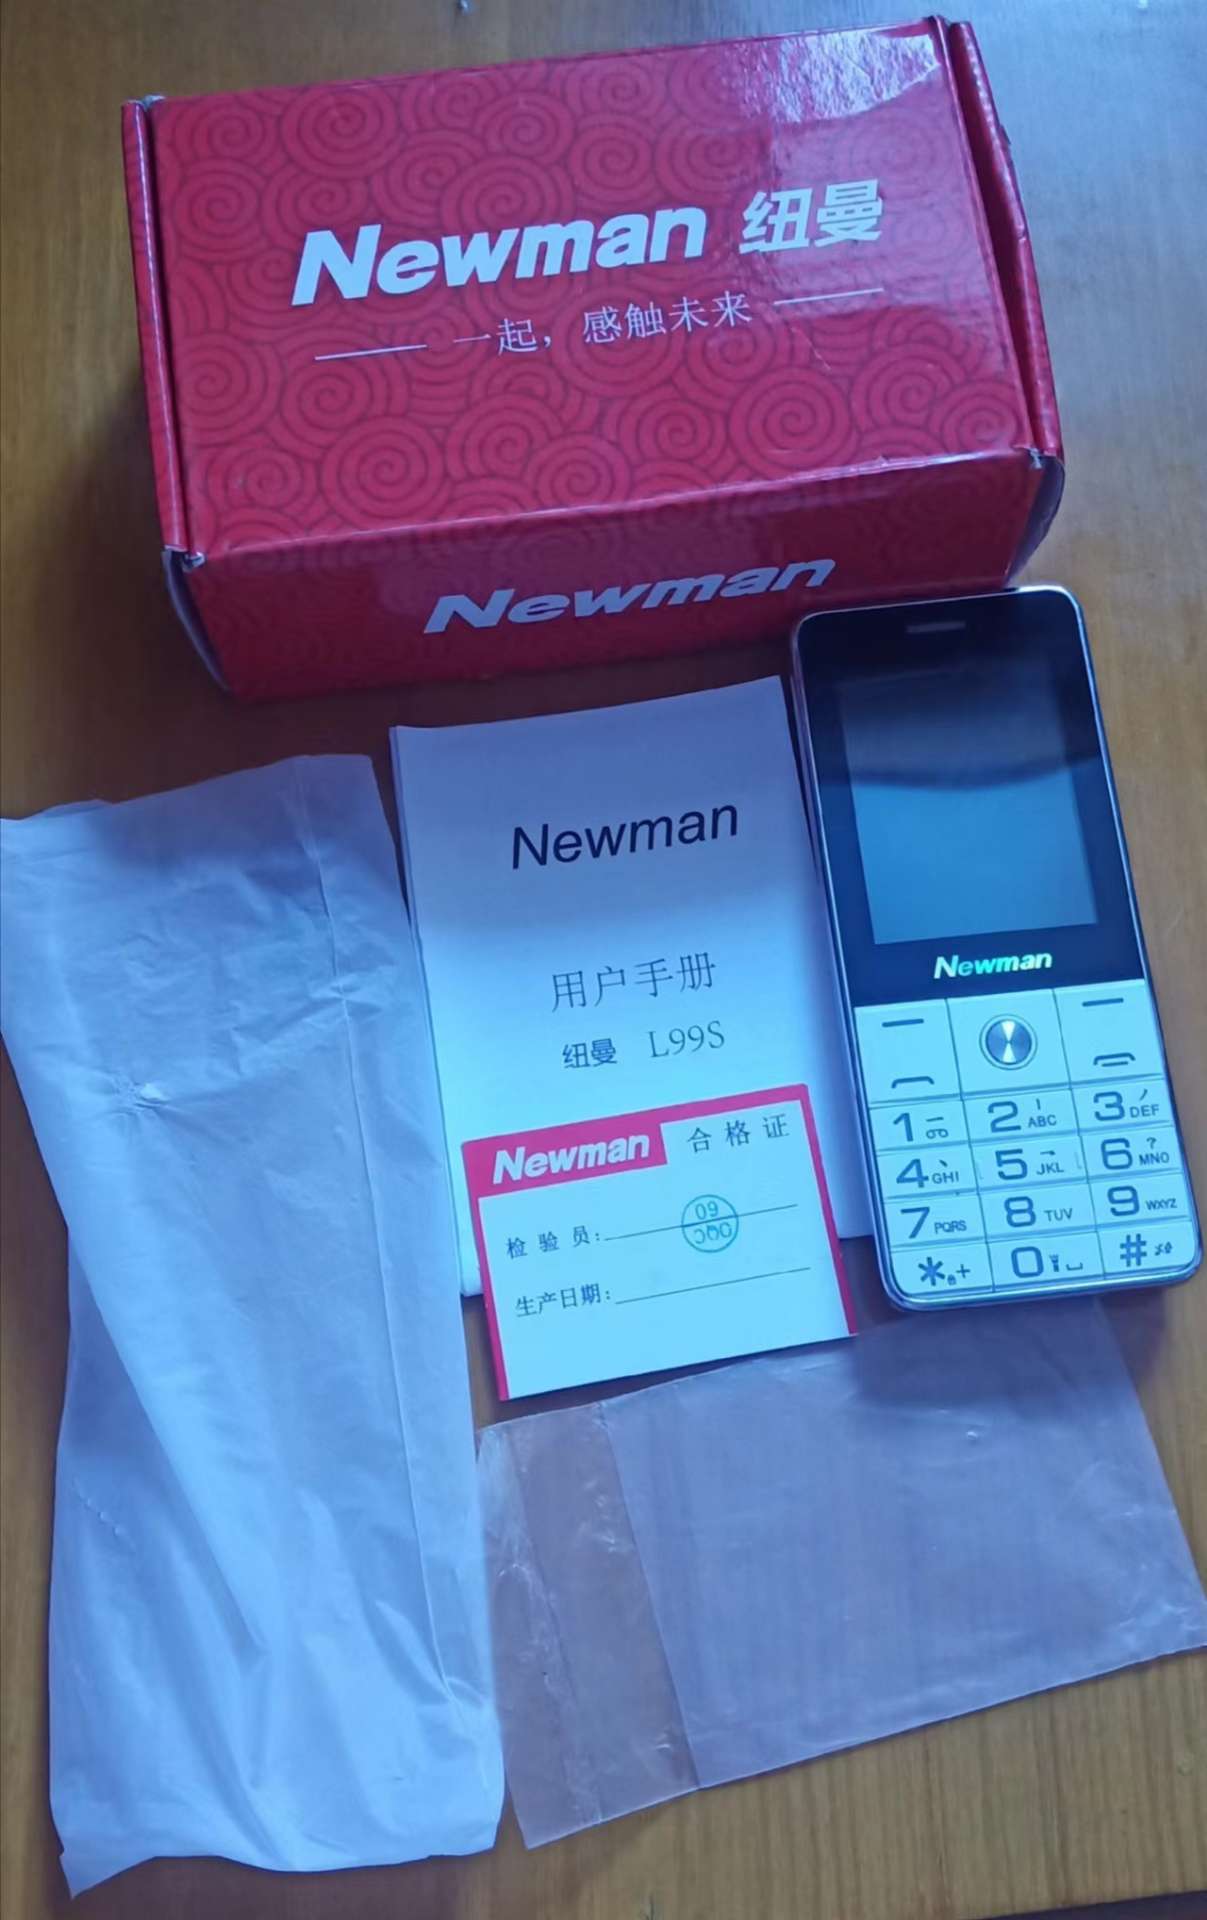 Newman 纽曼
一起，感触未来
Newman
Newman
用户手册
纽曼 L99S
Newman 合格证
检验员：
09
生产日期：
Newman
1
2 ABC
3 DEF
4 GHI
5 JKL
6 MNO
7 PQRS
8 TUV
9 WXYZ
* +
0
#